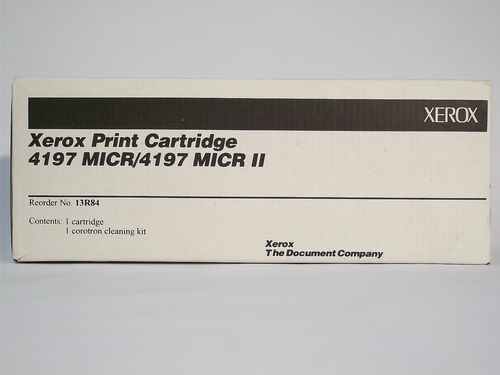 XEROX
Xerox Print Cartridge
4197 MICR/4197 MICR II
Reorder No. 13R84
Contents: 1 cartridge
1 corotron cleaning kit
Xerox
The Document Company